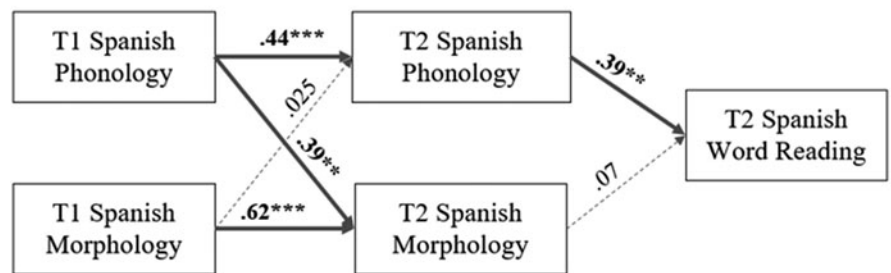 T1 Spanish
Phonology
.44***
T2 Spanish
Phonology
.025
.39**
.39**
T2 Spanish
Word Reading
T1 Spanish
Morphology
.62***
T2 Spanish
Morphology
.07